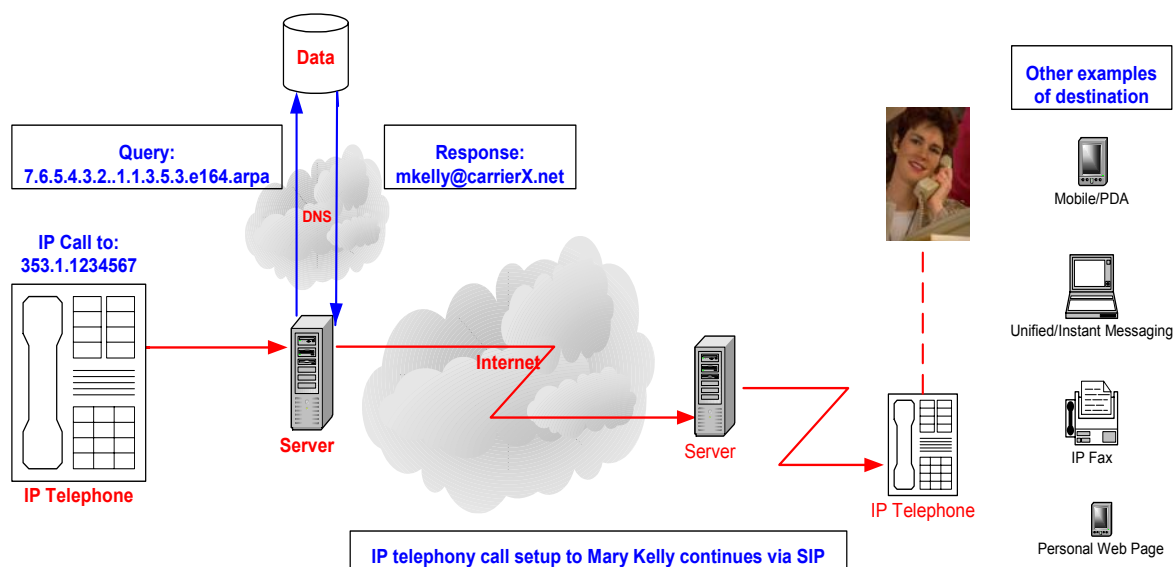 Data
Other examples
of destination
Query:
7.6.5.4.3.2..1.1.3.5.3.e164.arpa
Response:
mkelly@carrierX.net
DNS
Mobile/PDA
IP Call to:
353.1.1234567
Internet
Unified/Instant Messaging
Server
Server
IP Fax
IP Telephone
IP Telephone
Personal Web Page
IP telephony call setup to Mary Kelly continues via SIP